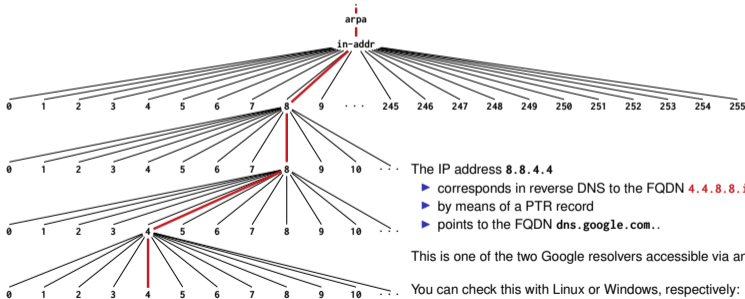 .
arpa
in-addr
0 1 2 3 4 5 6 7 8 9 ... 245 246 247 248 249 250 251 252 253 254 255
0 1 2 3 4 5 6 7 8 9 10 ...
The IP address 8.8.4.4
▶ corresponds in reverse DNS to the FQDN 4.4.8.8.i
▶ by means of a PTR record
▶ points to the FQDN dns.google.com..
0 1 2 3 4 5 6 7 8 9 10 ...
This is one of the two Google resolvers accessible via an
0 1 2 3 4 5 6 7 8 9 10 ...
You can check this with Linux or Windows, respectively: